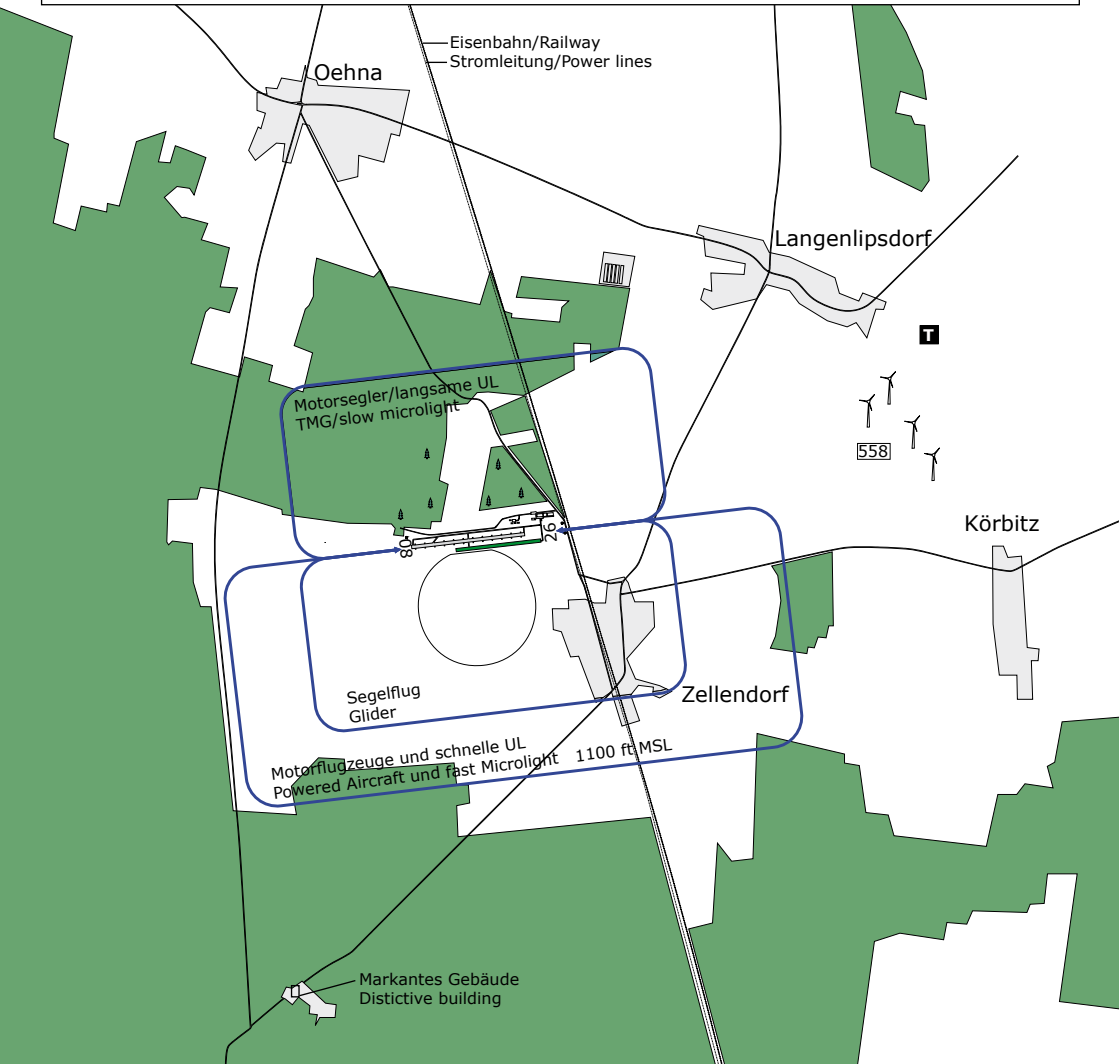 Eisenbahn/Railway
Stromleitung/Power lines
Oehna
Langenlipsdorf
T
Motorsegler/langsame UL
TMG/slow microlight
558
Körbitz
08
26
Segelflug
Glider
Zellendorf
Motorflugzeuge und schnelle UL
Powered Aircraft und fast Microlight
1100 ft MSL
Markantes Gebäude
Distictive building